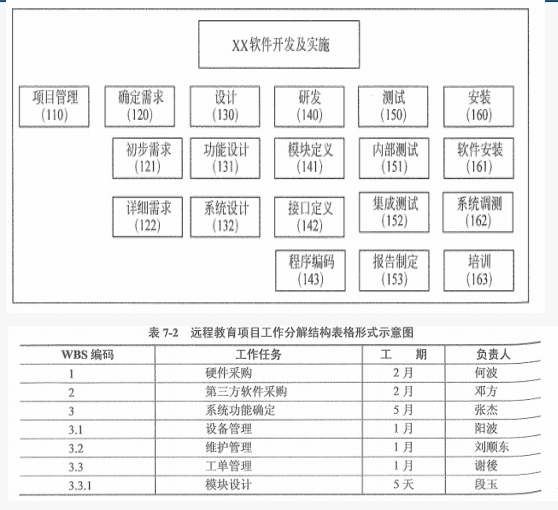 XX软件开发及实施
项目管理 确定需求 设计 研发 测试 安装
(110) (120) (130) (140) (150) (160)
初步需求 功能设计 模块定义 内部测试 软件安装
(121) (131) (141) (151) (161)
详细需求 系统设计 接口定义 集成测试 系统调测
(122) (132) (142) (152) (162)
程序编码 报告制定 培训
(143) (153) (163)
表 7-2 远程教育项目工作分解结构表格形式示意图
WBS 编码 工作任务 工 期 负责人
1 硬件采购 2 月 何波
2 第三方软件采购 2 月 邓方
3 系统功能确定 5 月 张杰
3.1 设备管理 1 月 阳波
3.2 维护管理 1 月 刘顺东
3.3 工单管理 1 月 谢
3.3.1 模块设计 5 天 段玉